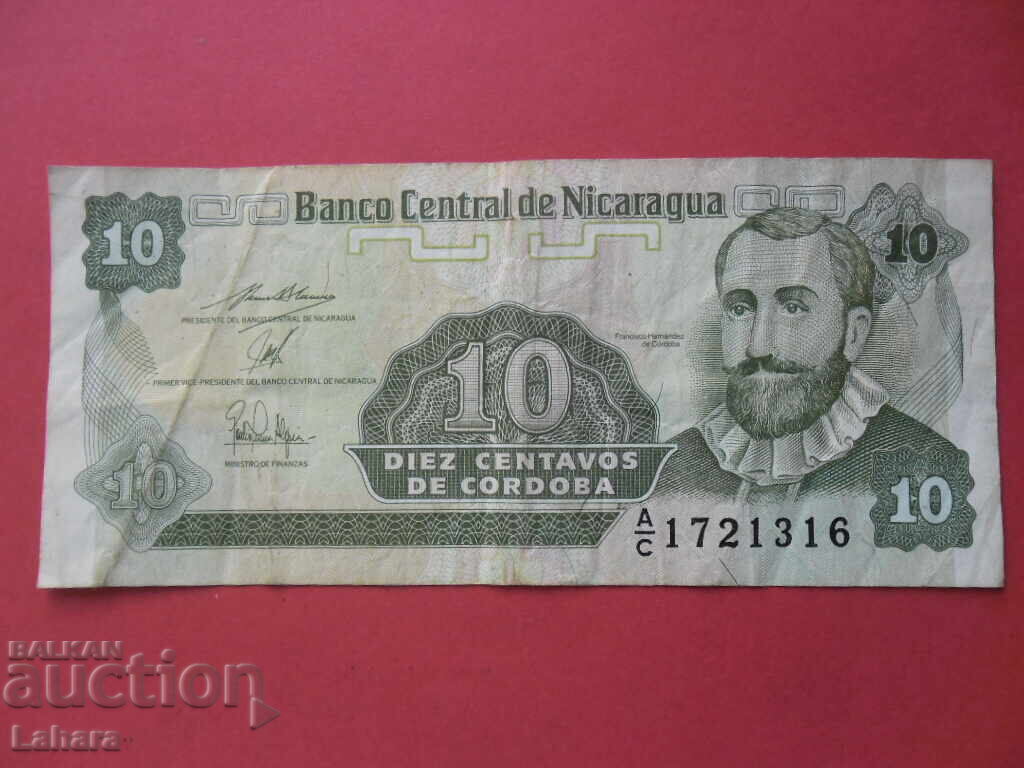 Banco Central de Nicaragua
10
10
PRESIDENTE DEL BANCO CENTRAL DE NICARAGUA
Francisco Hernández
de Córdoba
PRIMER VICE-PRESIDENTE DEL BANCO CENTRAL DE NICARAGUA
10
MINISTRO DE FINANZAS
DIEZ CENTAVOS
DE CORDOBA
10
10
A/C 1721316
BALKAN
auction
Lahara